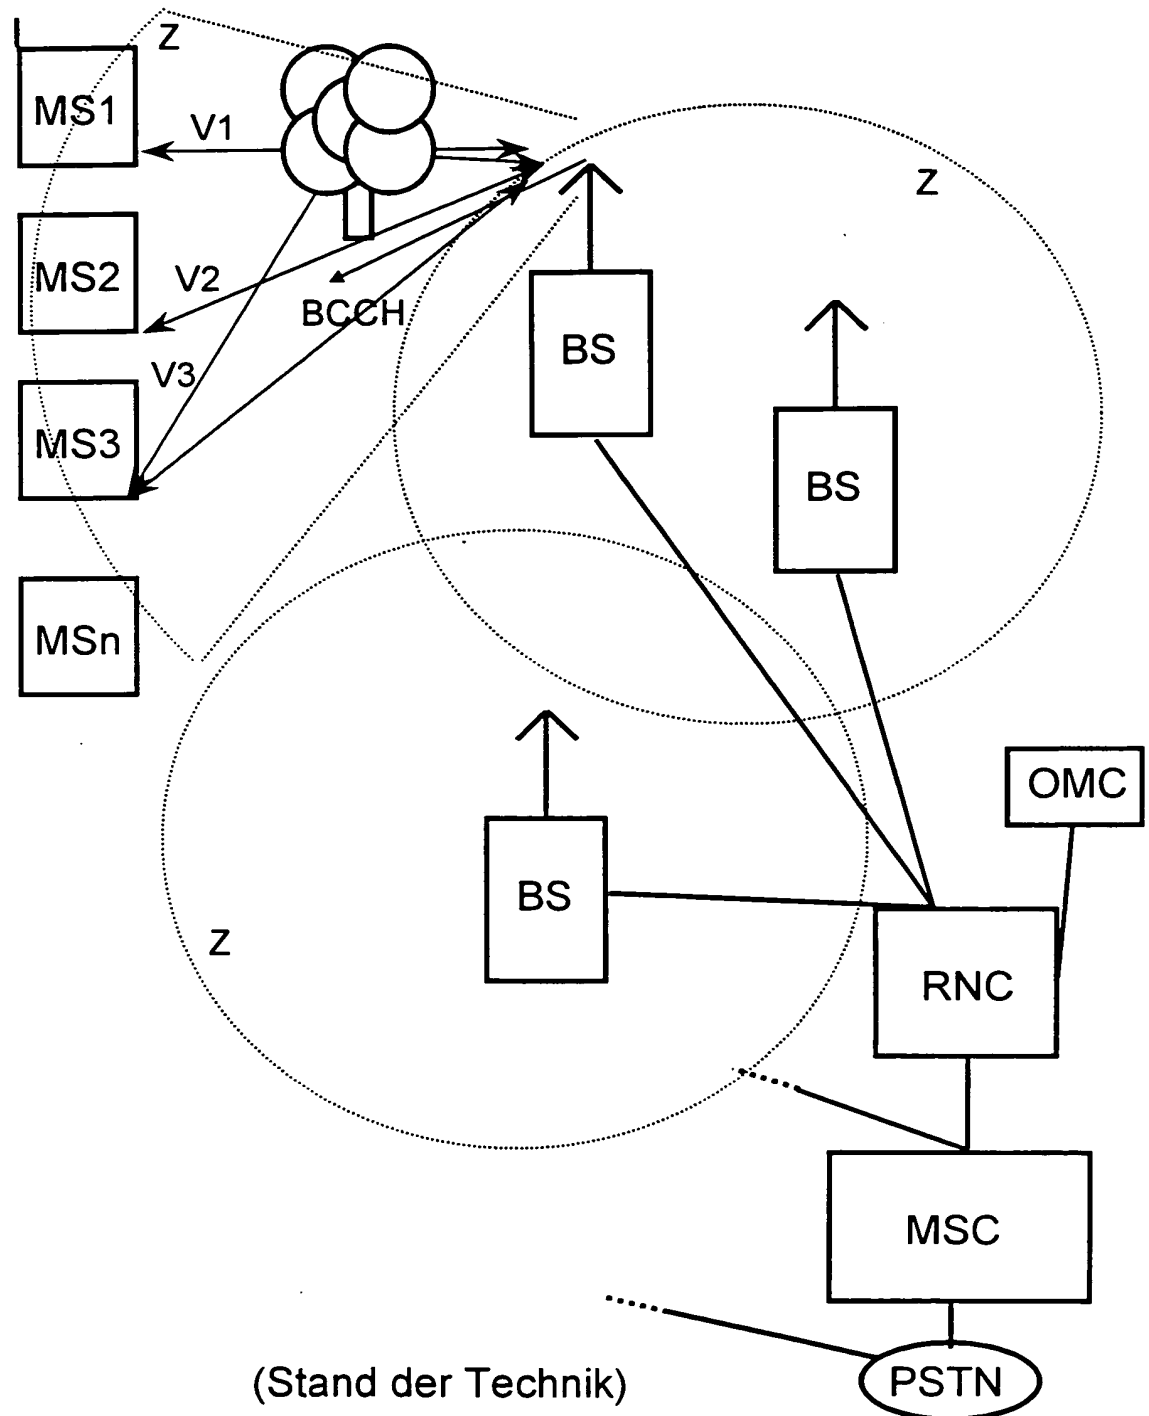 Z
MS1
V1
Z
MS2
V2
BCCH
BS
V3
MS3
BS
MSn
OMC
BS
Z
RNC
MSC
(Stand der Technik)
PSTN